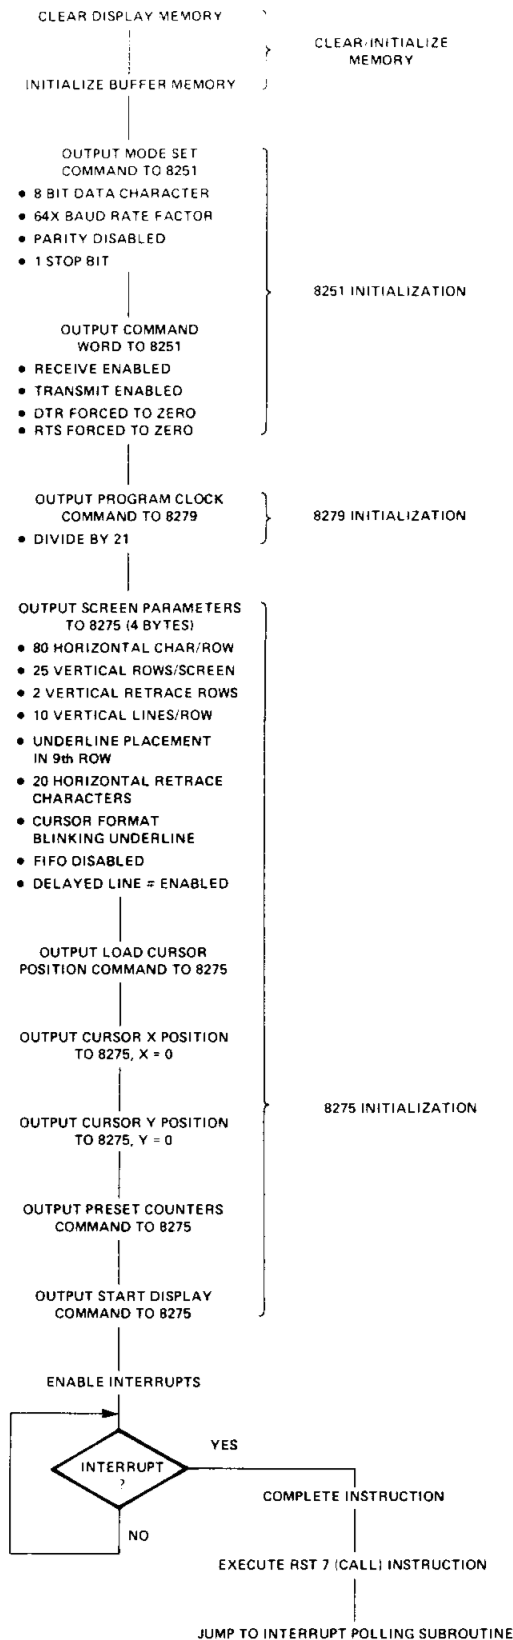 CLEAR DISPLAY MEMORY
CLEAR/INITIALIZE
MEMORY
INITIALIZE BUFFER MEMORY
OUTPUT MODE SET
COMMAND TO 8251
• 8 BIT DATA CHARACTER
• 64X BAUD RATE FACTOR
• PARITY DISABLED
• 1 STOP BIT
8251 INITIALIZATION
OUTPUT COMMAND
WORD TO 8251
• RECEIVE ENABLED
• TRANSMIT ENABLED
• DTR FORCED TO ZERO
• RTS FORCED TO ZERO
OUTPUT PROGRAM CLOCK
COMMAND TO 8279
• DIVIDE BY 21
8279 INITIALIZATION
OUTPUT SCREEN PARAMETERS
TO 8275 (4 BYTES)
• 80 HORIZONTAL CHAR/ROW
• 25 VERTICAL ROWS/SCREEN
• 2 VERTICAL RETRACE ROWS
• 10 VERTICAL LINES/ROW
• UNDERLINE PLACEMENT
IN 9th ROW
• 20 HORIZONTAL RETRACE
CHARACTERS
• CURSOR FORMAT
BLINKING UNDERLINE
• FIFO DISABLED
• DELAYED LINE = ENABLED
OUTPUT LOAD CURSOR
POSITION COMMAND TO 8275
OUTPUT CURSOR X POSITION
TO 8275, X = 0
8275 INITIALIZATION
OUTPUT CURSOR Y POSITION
TO 8275, Y = 0
OUTPUT PRESET COUNTERS
COMMAND TO 8275
OUTPUT START DISPLAY
COMMAND TO 8275
ENABLE INTERRUPTS
INTERRUPT
?
YES
NO
COMPLETE INSTRUCTION
EXECUTE RST 7 (CALL) INSTRUCTION
JUMP TO INTERRUPT POLLING SUBROUTINE